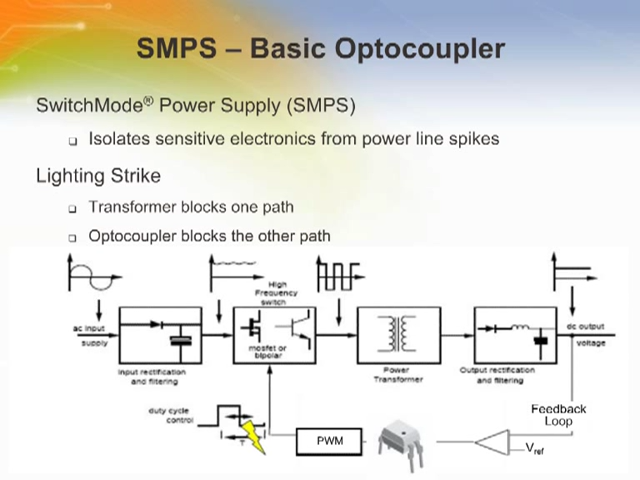 SMPS – Basic Optocoupler
SwitchMode® Power Supply (SMPS)
Isolates sensitive electronics from power line spikes
Lighting Strike
Transformer blocks one path
Optocoupler blocks the other path
High
Frequency
switch
ac input
supply
mosfet or
bipolar
dc output
voltage
Input rectification
and filtering
Power
Transformer
Output rectification
and filtering
duty cycle
control
T
PWM
Feedback
Loop
Vref